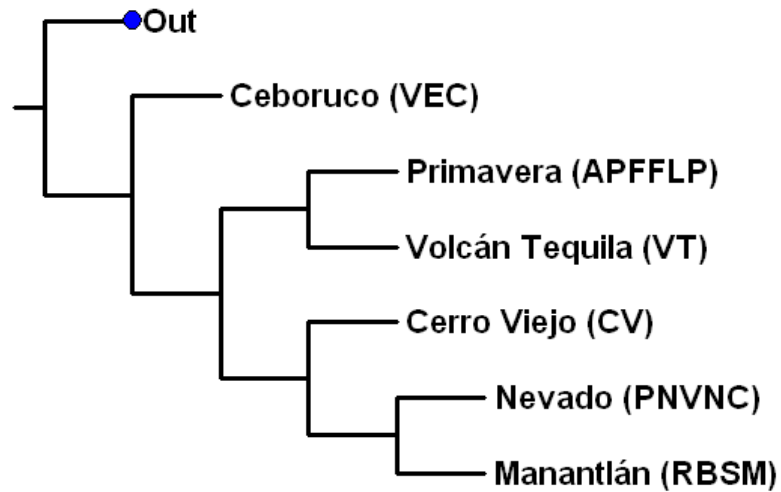 Out
Ceboruco (VEC)
Primavera (APFFLP)
Volcán Tequila (VT)
Cerro Viejo (CV)
Nevado (PNVNC)
Manantlán (RBSM)